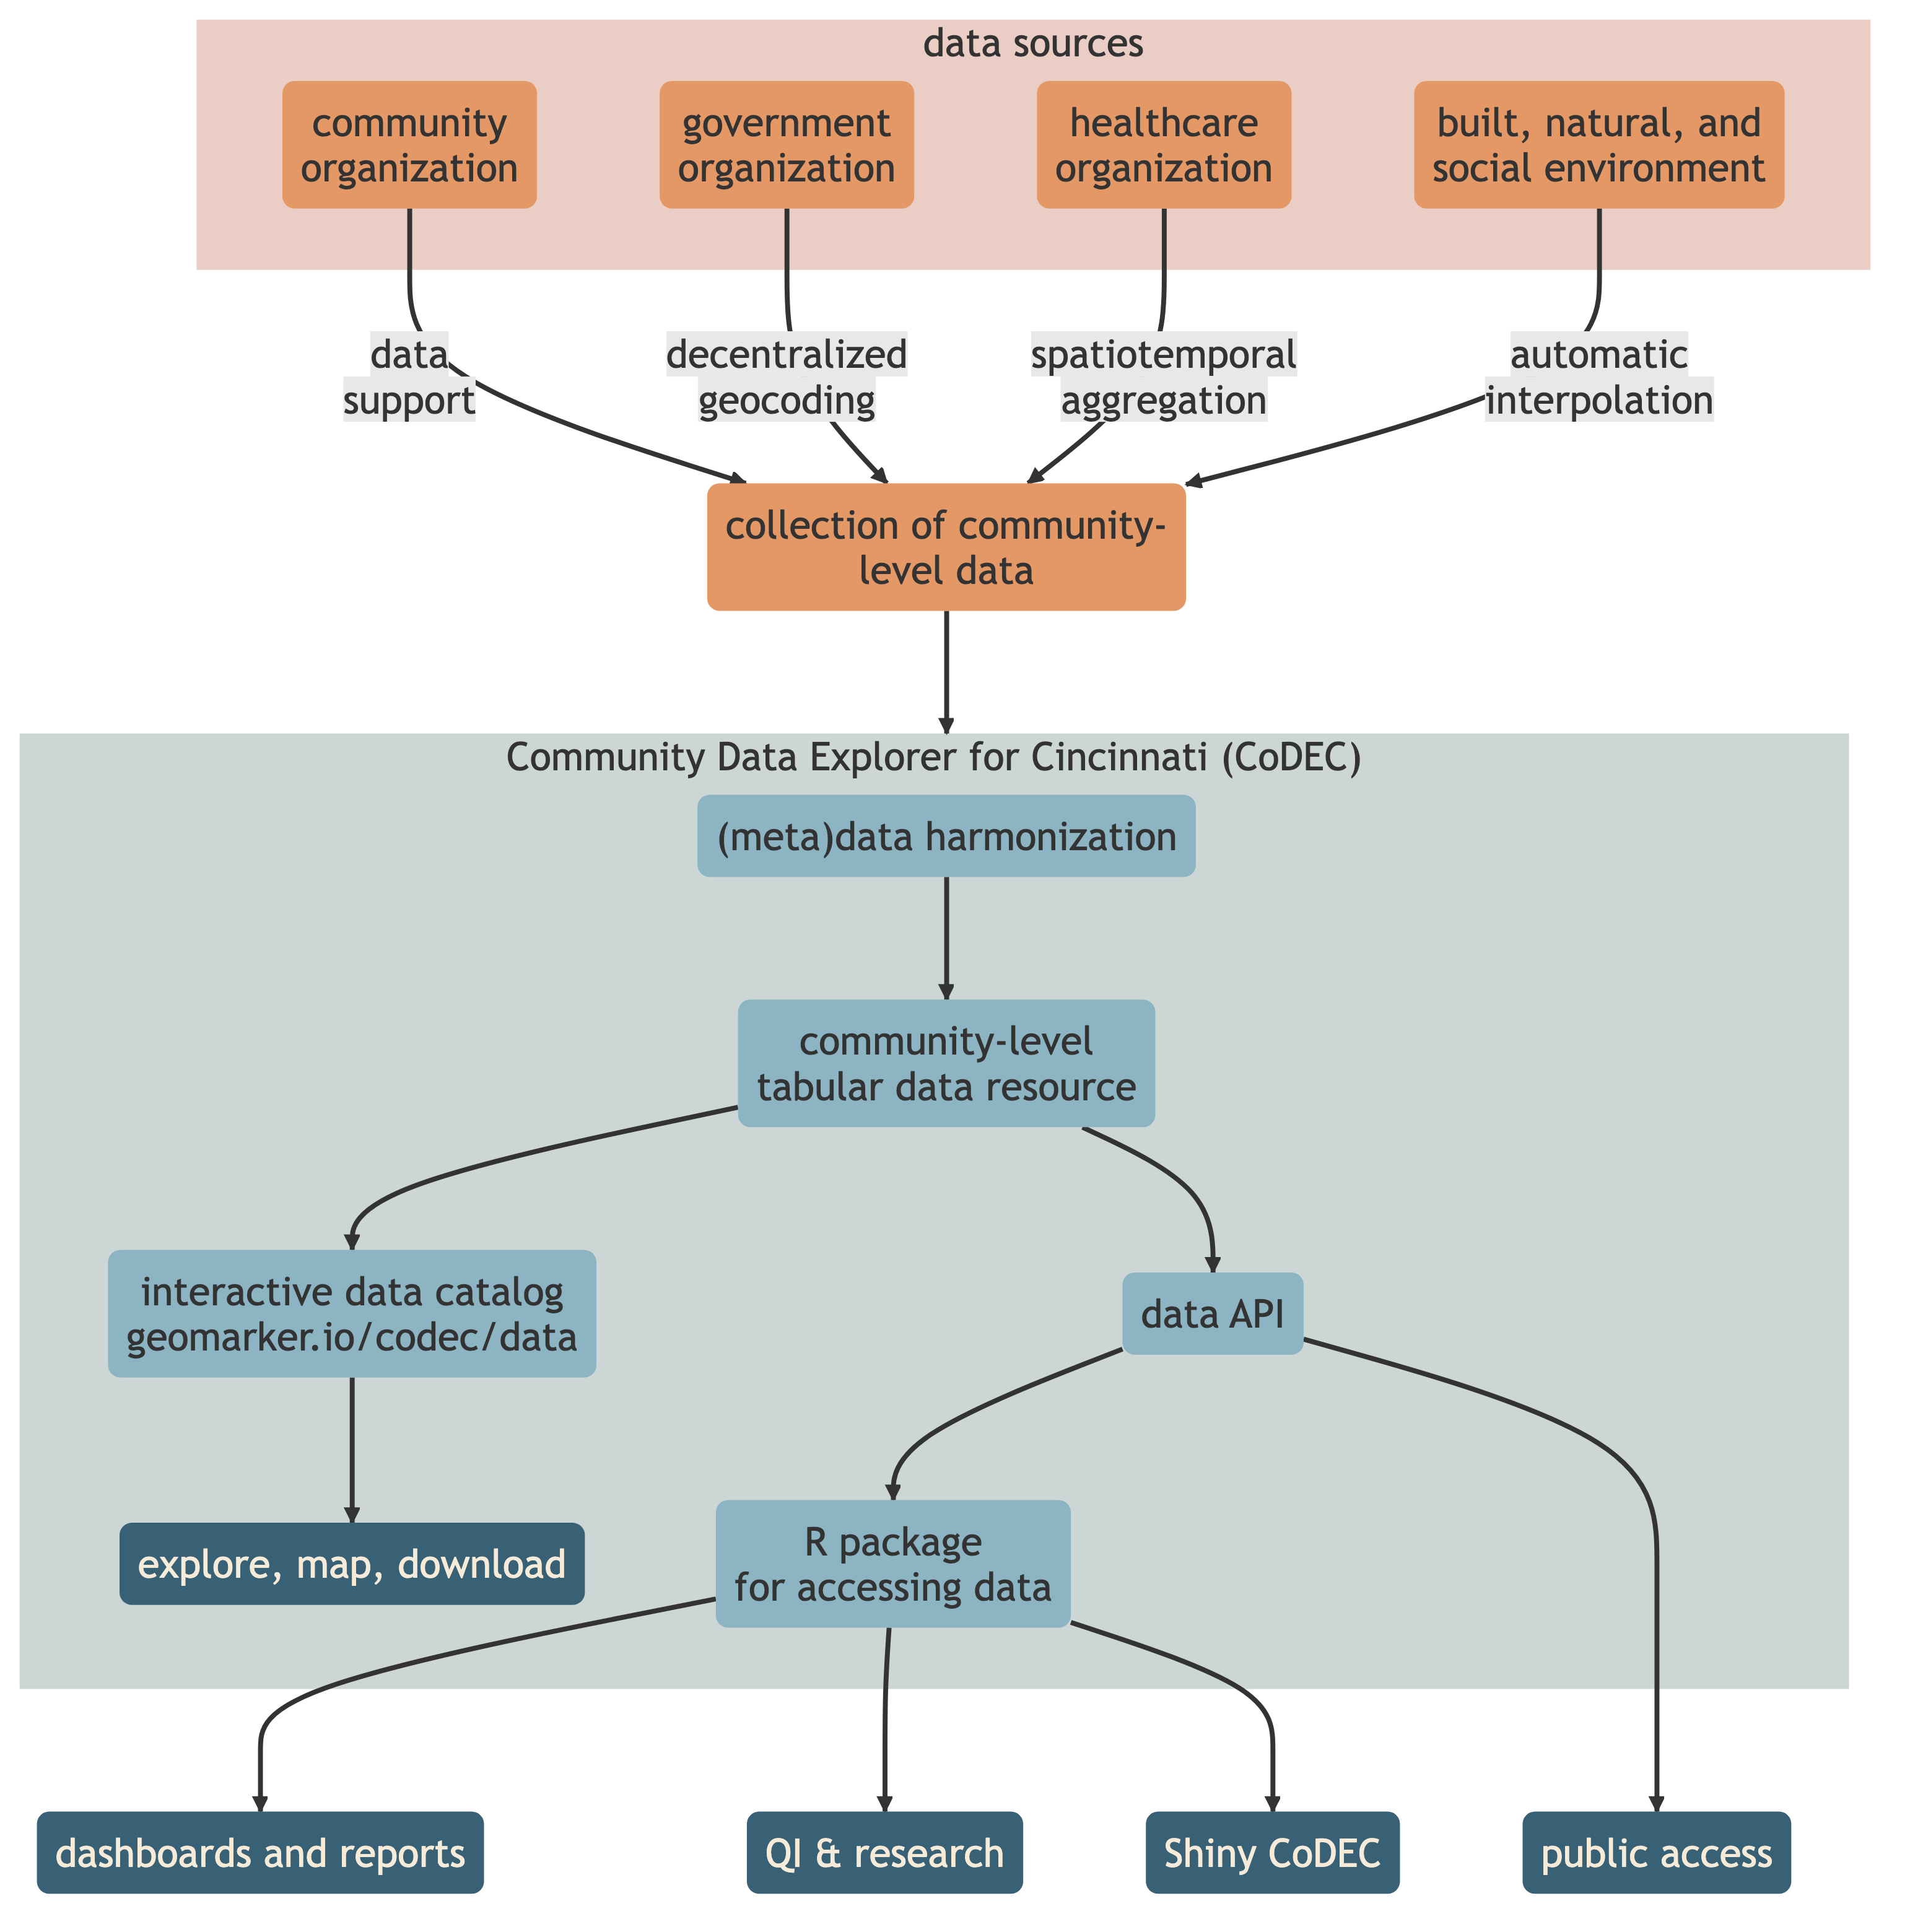 data sources
community
organization
government
organization
healthcare
organization
built, natural, and
social environment
data
support
decentralized
geocoding
spatiotemporal
aggregation
automatic
interpolation
collection of community-
level data
Community Data Explorer for Cincinnati (CoDEC)
(meta)data harmonization
community-level
tabular data resource
interactive data catalog
geomarker.io/codec/data
data API
explore, map, download
R package
for accessing data
dashboards and reports
QI & research
Shiny CoDEC
public access